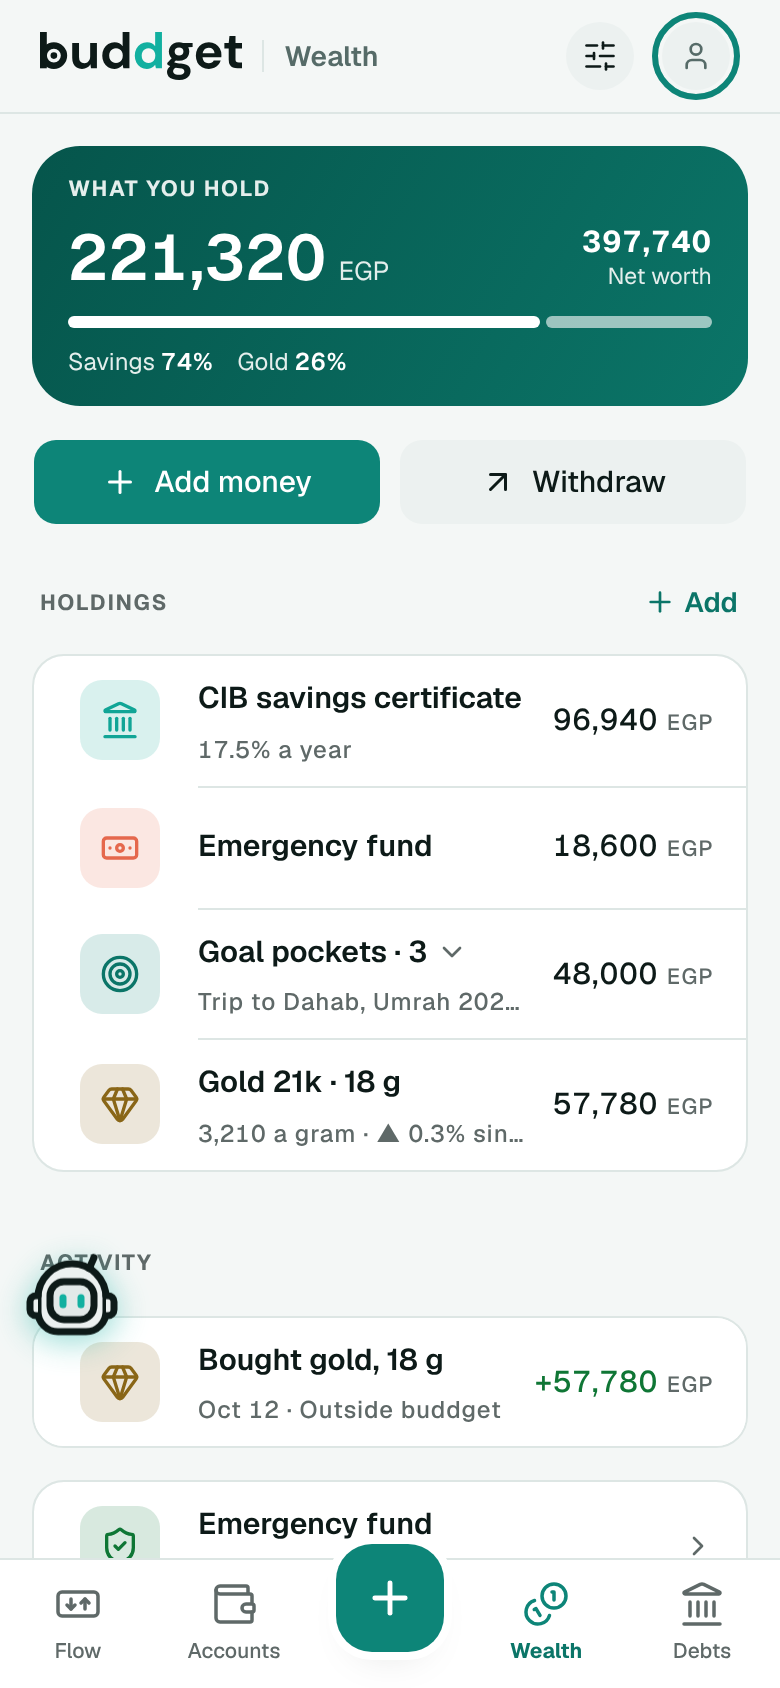 buddget
Wealth
WHAT YOU HOLD
221,320 EGP
397,740
Net worth
Savings 74% Gold 26%
Add money
Withdraw
HOLDINGS
Add
CIB savings certificate
17.5% a year
96,940 EGP
Emergency fund
18,600 EGP
Goal pockets · 3
Trip to Dahab, Umrah 202...
48,000 EGP
Gold 21k · 18 g
3,210 a gram · ▲ 0.3% sin...
57,780 EGP
ACTIVITY
Bought gold, 18 g
Oct 12 · Outside buddget
+57,780 EGP
Emergency fund
Flow
Accounts
Wealth
Debts